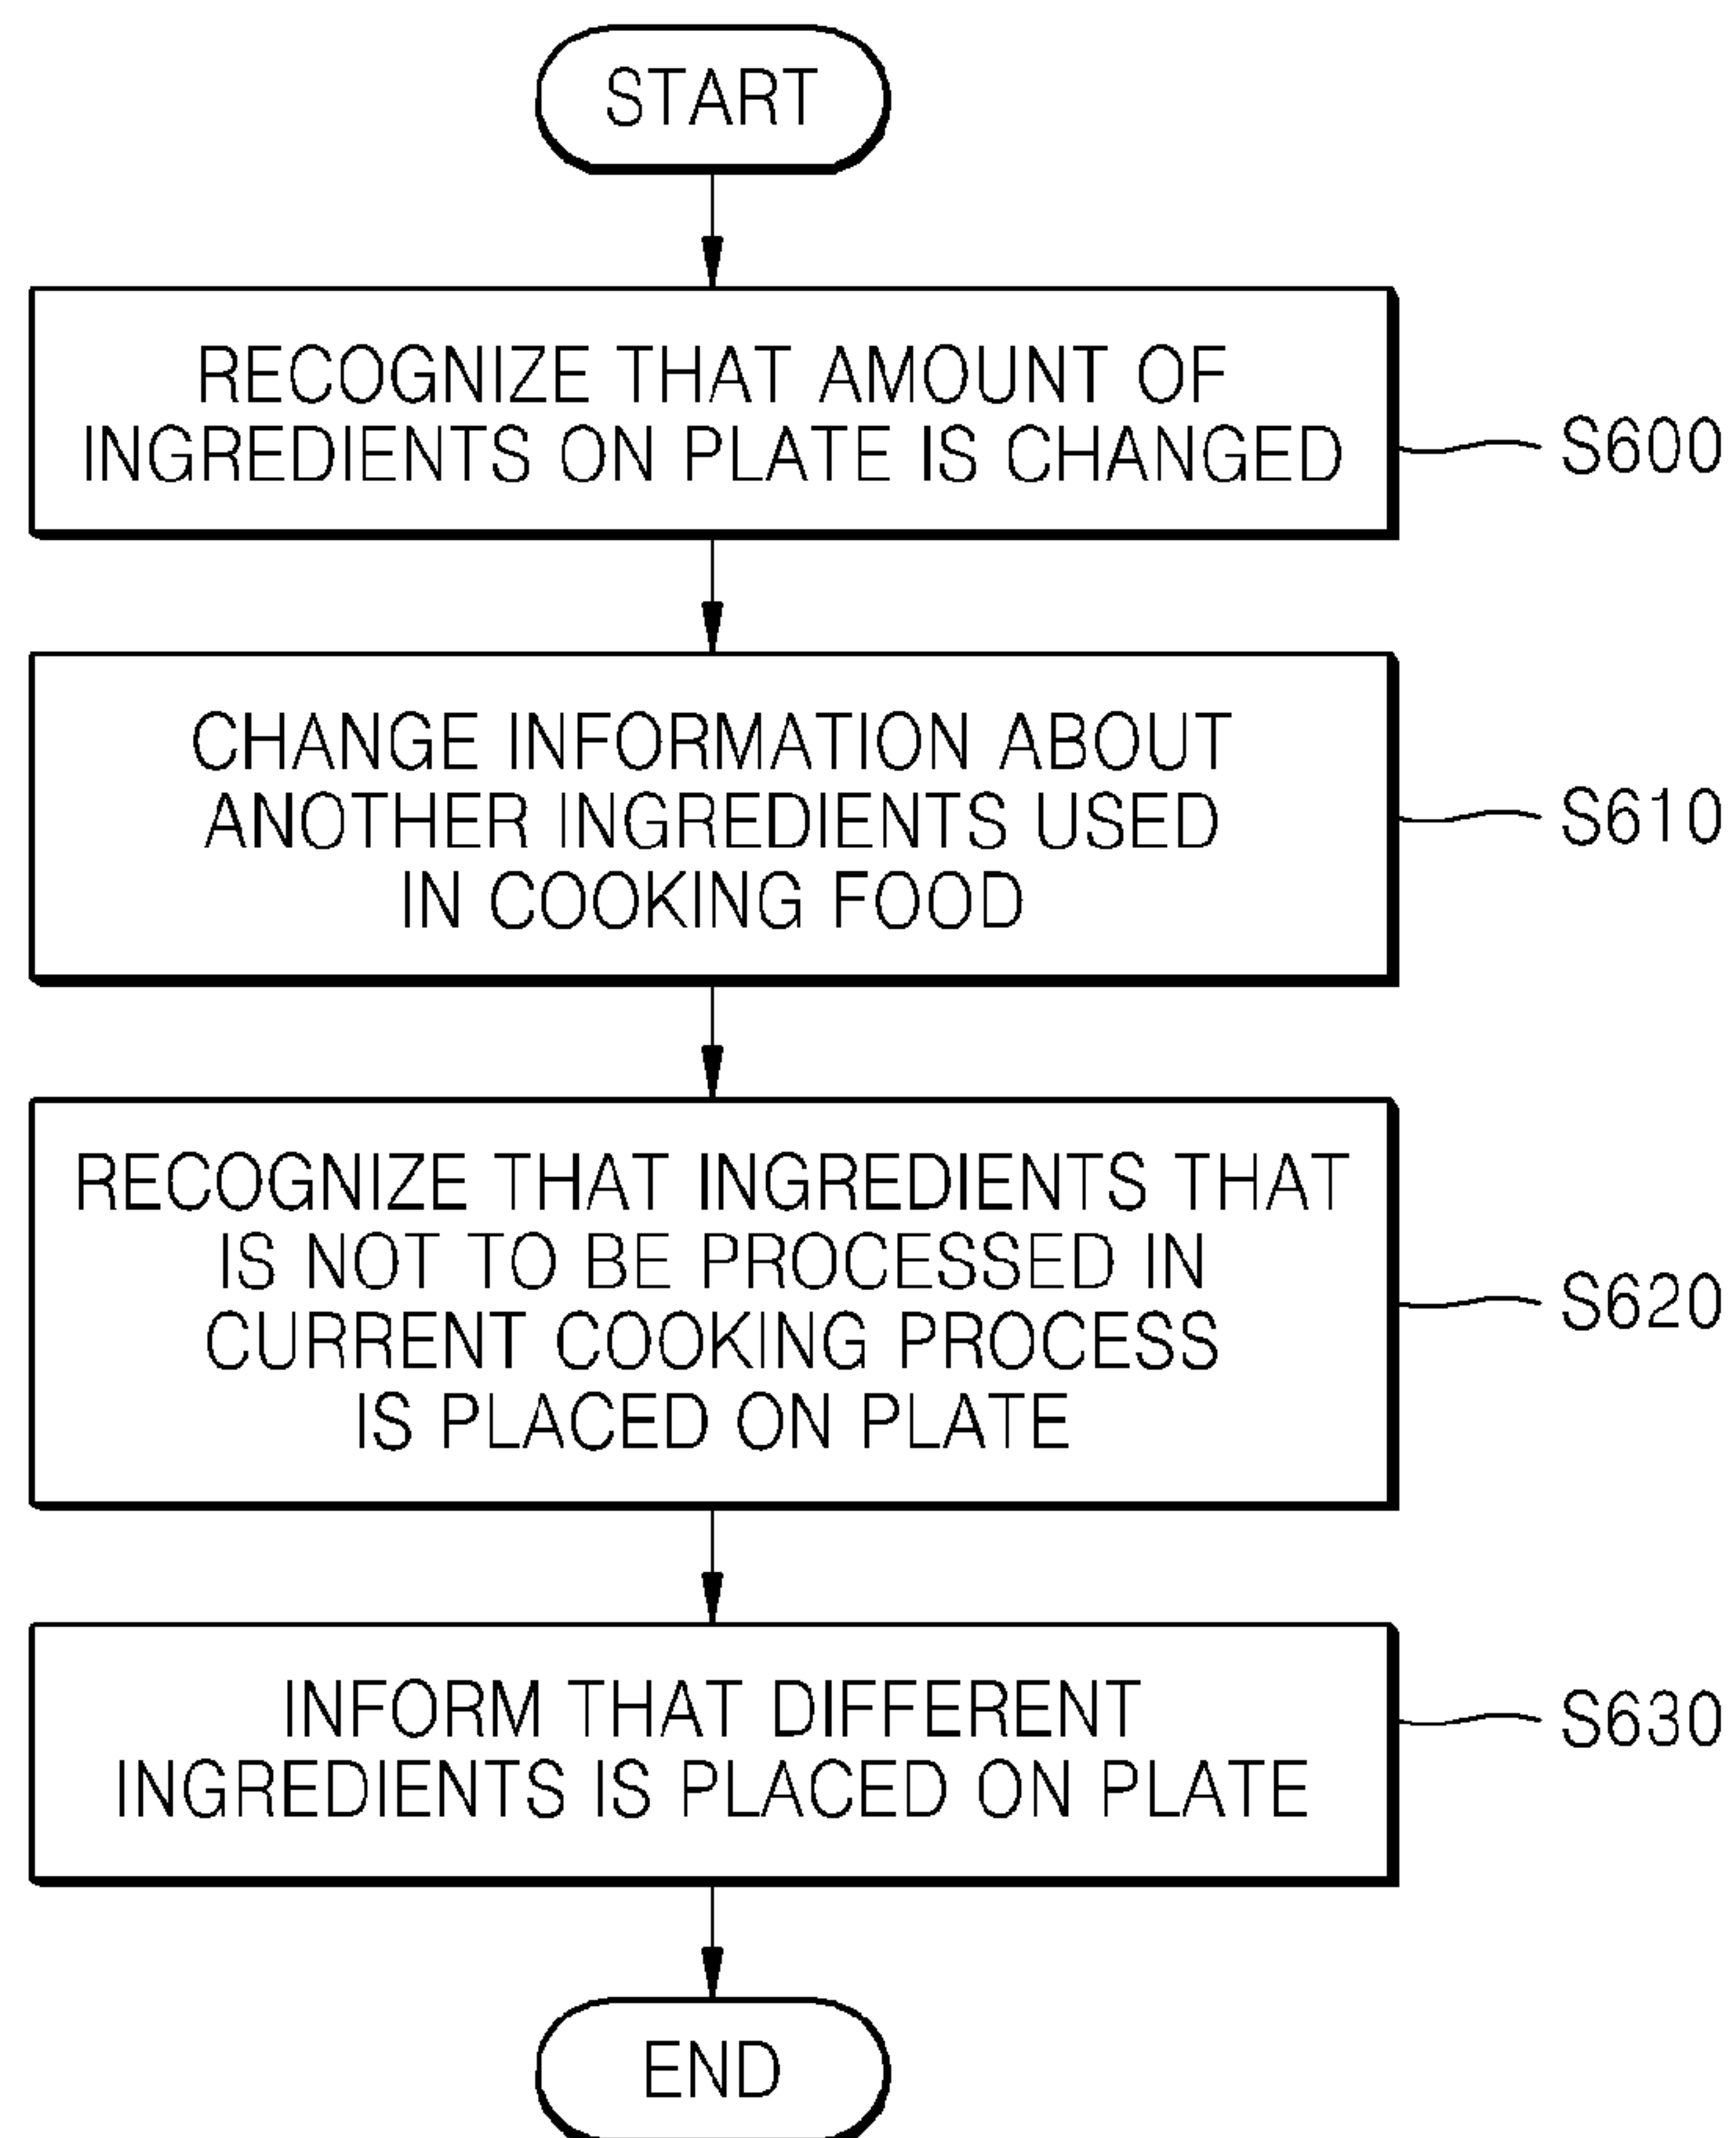 START
RECOGNIZE THAT AMOUNT OF
INGREDIENTS ON PLATE IS CHANGED
S600
CHANGE INFORMATION ABOUT
ANOTHER INGREDIENTS USED
IN COOKING FOOD
S610
RECOGNIZE THAT INGREDIENTS THAT
IS NOT TO BE PROCESSED IN
CURRENT COOKING PROCESS
IS PLACED ON PLATE
S620
INFORM THAT DIFFERENT
INGREDIENTS IS PLACED ON PLATE
S630
END